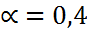 ∝ = 0,4